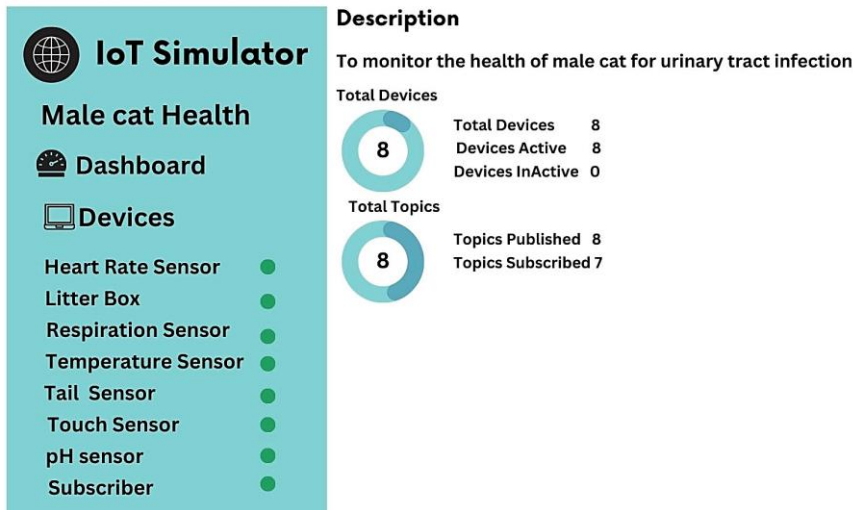 IoT Simulator
Male cat Health
Dashboard
Devices
Heart Rate Sensor
Litter Box
Respiration Sensor
Temperature Sensor
Tail Sensor
Touch Sensor
pH sensor
Subscriber
Description
To monitor the health of male cat for urinary tract infection
Total Devices
8
Total Devices 8
Devices Active 8
Devices InActive 0
Total Topics
8
Topics Published 8
Topics Subscribed 7